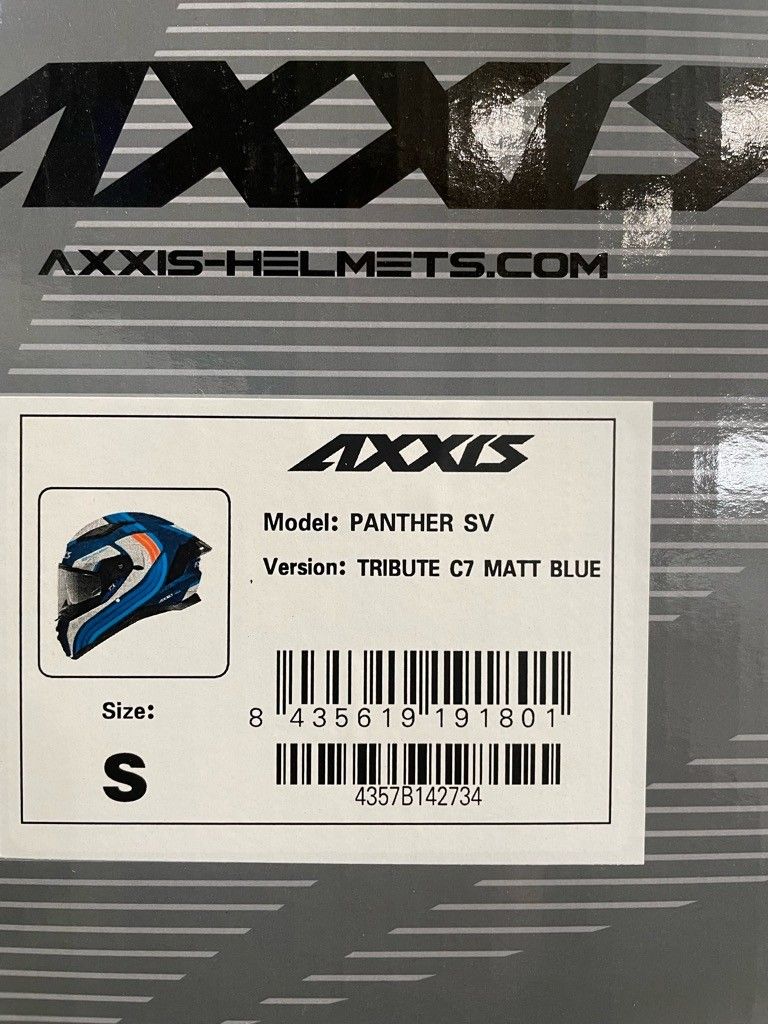 AXXIS
AXXIS-HELMETS.COM
AXXIS
Model: PANTHER SV
Version: TRIBUTE C7 MATT BLUE
Size:
S
8 435619 191801
4357B142734